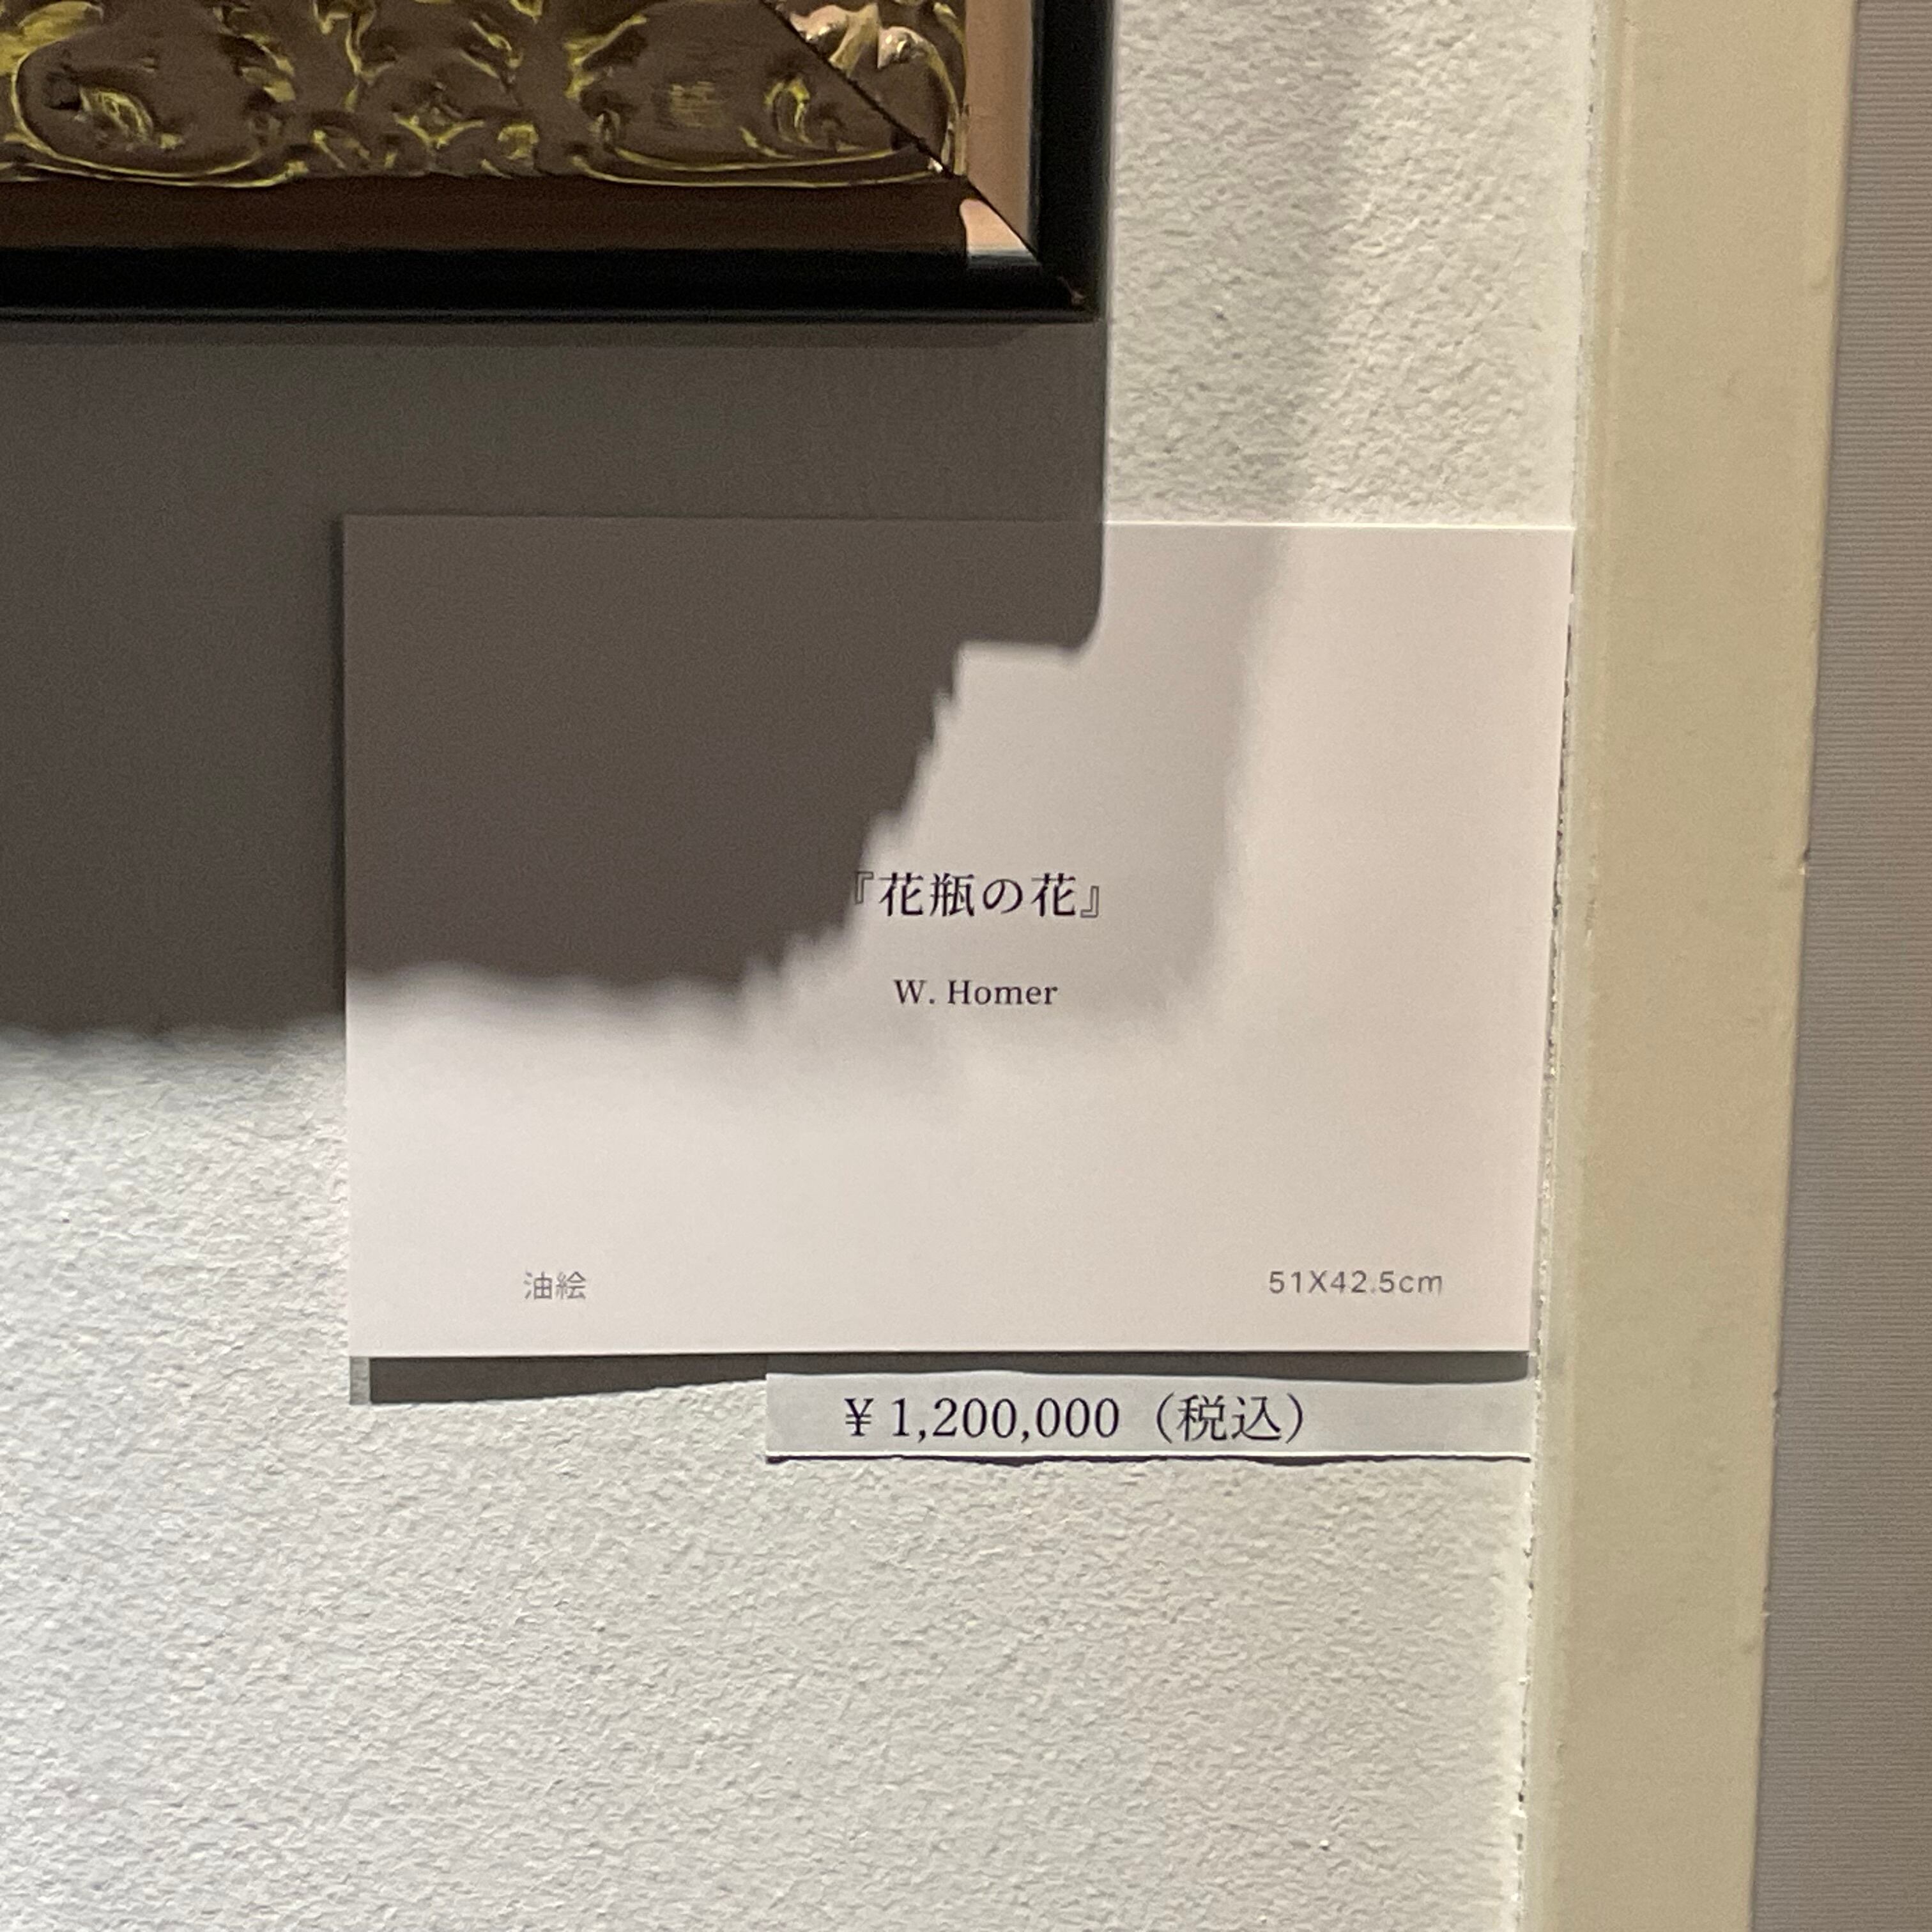 『花瓶の花』
W. Homer
油絵
51X42.5cm
¥ 1,200,000（税込）